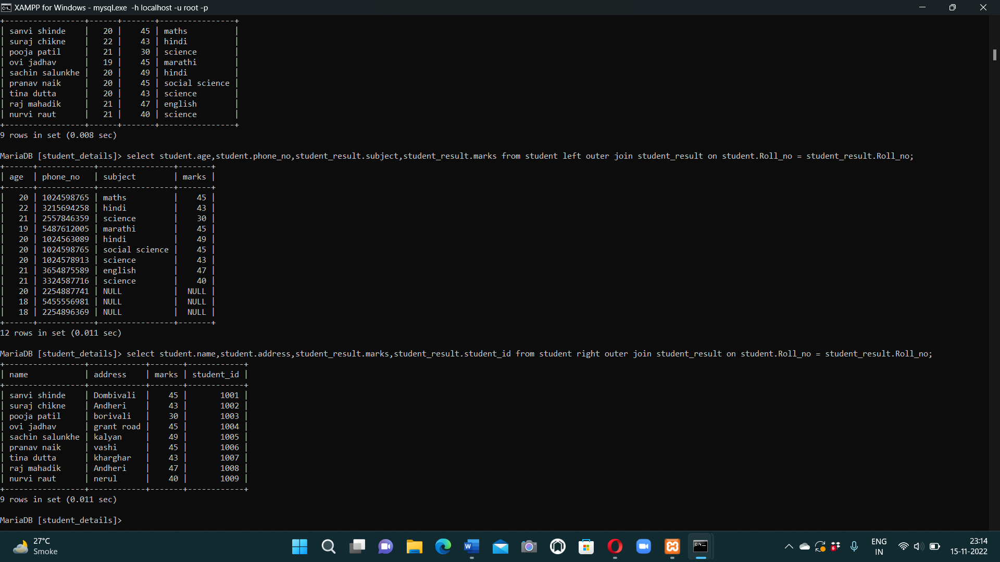 XAMPP for Windows - mysql.exe -h localhost -u root -p
+----------------+------+-------+----------------+
| sanvi shinde    |   20 |    45 | maths          |
| suraj chikne    |   22 |    43 | hindi          |
| pooja patil     |   21 |    30 | science        |
| ovi jadhav      |   19 |    45 | marathi        |
| sachin salunkhe |   20 |    49 | hindi          |
| pranav naik     |   20 |    45 | social science |
| tina dutta      |   20 |    43 | science        |
| raj mahadik     |   21 |    47 | english        |
| nurvi raut      |   21 |    40 | science        |
+-----------------+------+-------+----------------+
9 rows in set (0.008 sec)
MariaDB [student_details]> select student.age,student.phone_no,student_result.subject,student_result.marks from student left outer join student_result on student.Roll_no = student_result.Roll_no;
+------+------------+----------------+-------+
| age  | phone_no   | subject        | marks |
+------+------------+----------------+-------+
|   20 | 1024598765 | maths          |    45 |
|   22 | 3215694258 | hindi          |    43 |
|   21 | 2557846359 | science        |    30 |
|   19 | 5487612005 | marathi        |    45 |
|   20 | 1024563089 | hindi          |    49 |
|   20 | 1024598765 | social science |    45 |
|   20 | 1024578913 | science        |    43 |
|   21 | 3654875589 | english        |    47 |
|   21 | 3324587716 | science        |    40 |
|   20 | 2254887741 | NULL           |  NULL |
|   18 | 5455556981 | NULL           |  NULL |
|   18 | 2254896369 | NULL           |  NULL |
+------+------------+----------------+-------+
12 rows in set (0.011 sec)
MariaDB [student_details]> select student.name,student.address,student_result.marks,student_result.student_id from student right outer join student_result on student.Roll_no = student_result.Roll_no;
+-----------------+------------+-------+------------+
| name            | address    | marks | student_id |
+-----------------+------------+-------+------------+
| sanvi shinde    | Dombivali  |    45 |       1001 |
| suraj chikne    | Andheri    |    43 |       1002 |
| pooja patil     | borivali   |    30 |       1003 |
| ovi jadhav      | grant road |    45 |       1004 |
| sachin salunkhe | kalyan     |    49 |       1005 |
| pranav naik     | vashi      |    45 |       1006 |
| tina dutta      | kharghar   |    43 |       1007 |
| raj mahadik     | Andheri    |    47 |       1008 |
| nurvi raut      | nerul      |    40 |       1009 |
+-----------------+------------+-------+------------+
9 rows in set (0.011 sec)
MariaDB [student_details]>
27°C
Smoke
6
ENG
IN
23:14
15-11-2022